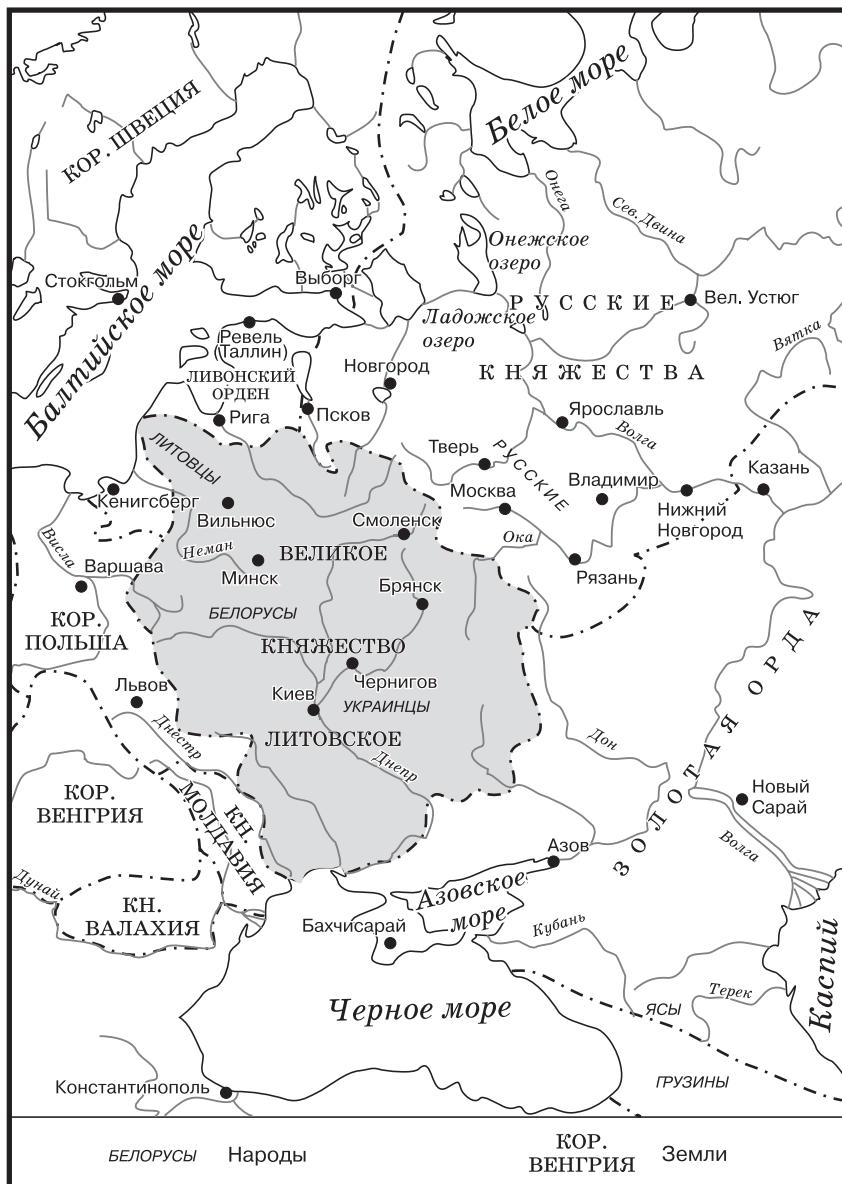 Белое море
КОР. ШВЕЦИЯ
Онега
Сев. Двина
Онежское
озеро
Стокгольм
Балтийское море
Выборг
РУССКИЕ
Вел. Устюг
Ладожское
озеро
Ревель
(Таллин)
Вятка
Новгород
КНЯЖЕСТВА
ЛИВОНСКИЙ
ОРДЕН
Рига
Псков
Ярославль
Волга
ЛИТОВЦЫ
Тверь
РУССКИЕ
Владимир
Казань
Москва
Кенигсберг
Вильнюс
Смоленск
Нижний
Новгород
Висла
Неман
ВЕЛИКОЕ
Ока
Варшава
Минск
Рязань
Брянск
КОР.
ПОЛЬША
БЕЛОРУСЫ
КНЯЖЕСТВО
Чернигов
Львов
Киев
УКРАИНЦЫ
ЗОЛОТАЯ ОРДА
Днестр
ЛИТОВСКОЕ
Днепр
Дон
КОР.
ВЕНГРИЯ
КН.
МОЛДАВИЯ
Новый
Сарай
Волга
Азов
Дунай
КН.
ВАЛАХИЯ
Азовское
море
Бахчисарай
Кубань
Каспий
Черное море
Терек
ЯСЫ
Константинополь
ГРУЗИНЫ
БЕЛОРУСЫ Народы
КОР.
ВЕНГРИЯ Земли